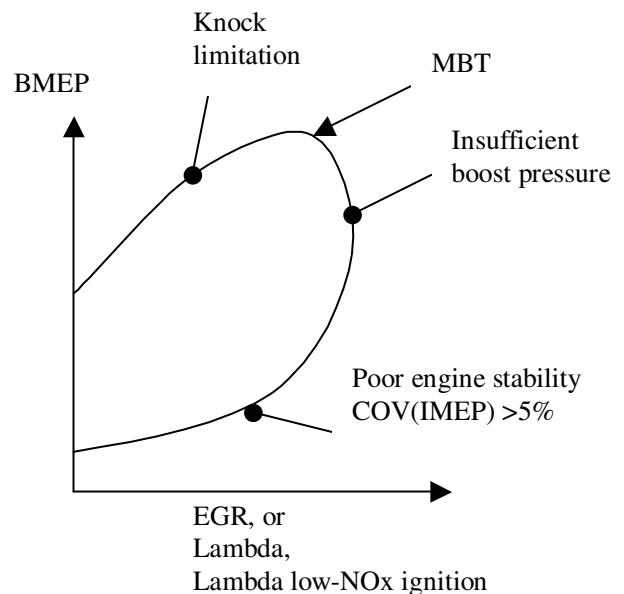 Knock
limitation
MBT
BMEP
Insufficient
boost pressure
Poor engine stability
COV(IMEP) >5%
EGR, or
Lambda,
Lambda low-NOx ignition